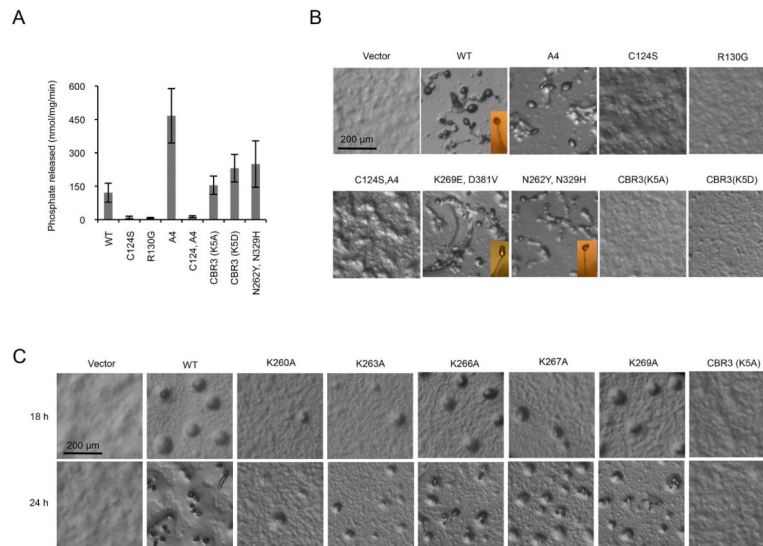 A
B
Phosphate released (nmol/mg/min)
600
450
300
150
0
WT
C124S
R130G
A4
C124, A4
CBR3 (K5A)
CBR3 (K5D)
N262Y, N329H
Vector WT A4 C124S R130G
200 µm
C124S,A4 K269E, D381V N262Y, N329H CBR3(K5A) CBR3(K5D)
C
Vector WT K260A K263A K266A K267A K269A CBR3 (K5A)
18 h
200 µm
24 h